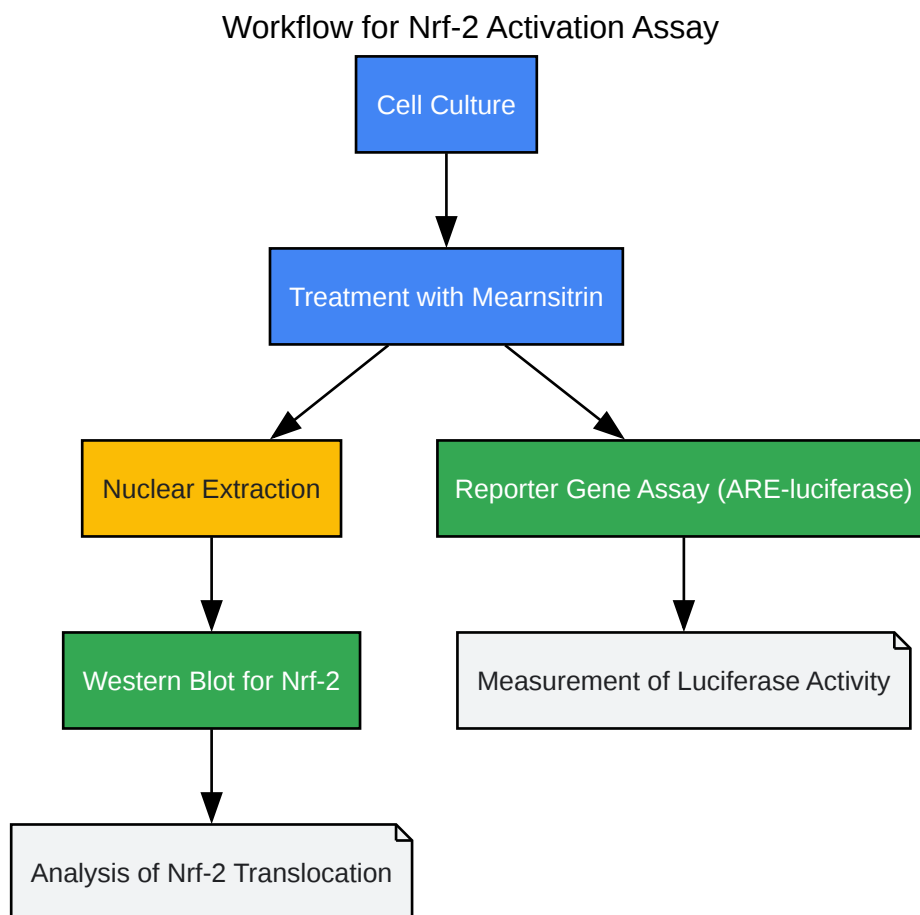 Workflow for Nrf-2 Activation Assay
Cell Culture
Treatment with Mearnsitrin
Nuclear Extraction
Reporter Gene Assay (ARE-luciferase)
Western Blot for Nrf-2
Measurement of Luciferase Activity
Analysis of Nrf-2 Translocation